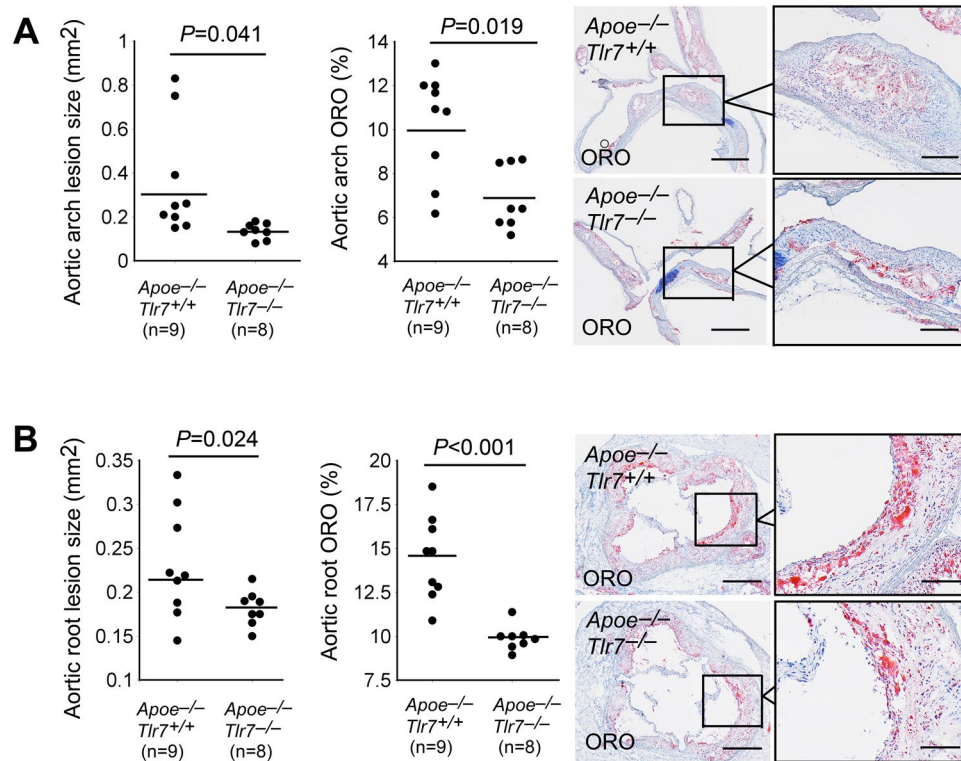 A
Aortic arch lesion size (mm2)
P=0.041
1
0.8
0.6
0.4
0.2
0
Apoe–/–
Tlr7+/+
(n=9)
Apoe–/–
Tlr7–/–
(n=8)
Aortic arch ORO (%)
P=0.019
14
12
10
8
6
4
Apoe–/–
Tlr7+/+
(n=9)
Apoe–/–
Tlr7–/–
(n=8)
Apoe–/–
Tlr7+/+
ORO
Apoe–/–
Tlr7–/–
ORO
B
Aortic root lesion size (mm2)
P=0.024
0.35
0.3
0.25
0.2
0.15
0.1
Apoe–/–
Tlr7+/+
(n=9)
Apoe–/–
Tlr7–/–
(n=8)
Aortic root ORO (%)
P<0.001
20
17.5
15
12.5
10
7.5
Apoe–/–
Tlr7+/+
(n=9)
Apoe–/–
Tlr7–/–
(n=8)
Apoe–/–
Tlr7+/+
ORO
Apoe–/–
Tlr7–/–
ORO